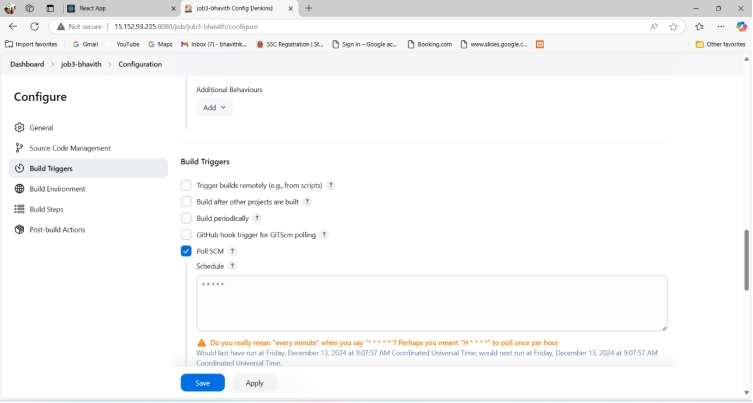 React App
job3-bhavith Config [Jenkins]
Not secure | 15.152.93.235:8080/job/job3-bhavith/configure
Import favorites Gmail YouTube Maps Inbox (7) - bhavithk... SSC Registration | St... Sign in – Google ac... Booking.com www.slides.google.c... Other favorites
Dashboard > job3-bhavith > Configuration
Configure
General
Source Code Management
Build Triggers
Build Environment
Build Steps
Post-build Actions
Additional Behaviours
Add
Build Triggers
Trigger builds remotely (e.g., from scripts) ?
Build after other projects are built ?
Build periodically ?
GitHub hook trigger for GITScm polling ?
Poll SCM ?
Schedule ?
* * * * *
Do you really mean "every minute" when you say "* * * * *"? Perhaps you meant "H * * * *" to poll once per hour
Would last have run at Friday, December 13, 2024 at 9:07:57 AM Coordinated Universal Time; would next run at Friday, December 13, 2024 at 9:07:57 AM
Coordinated Universal Time.
Save Apply